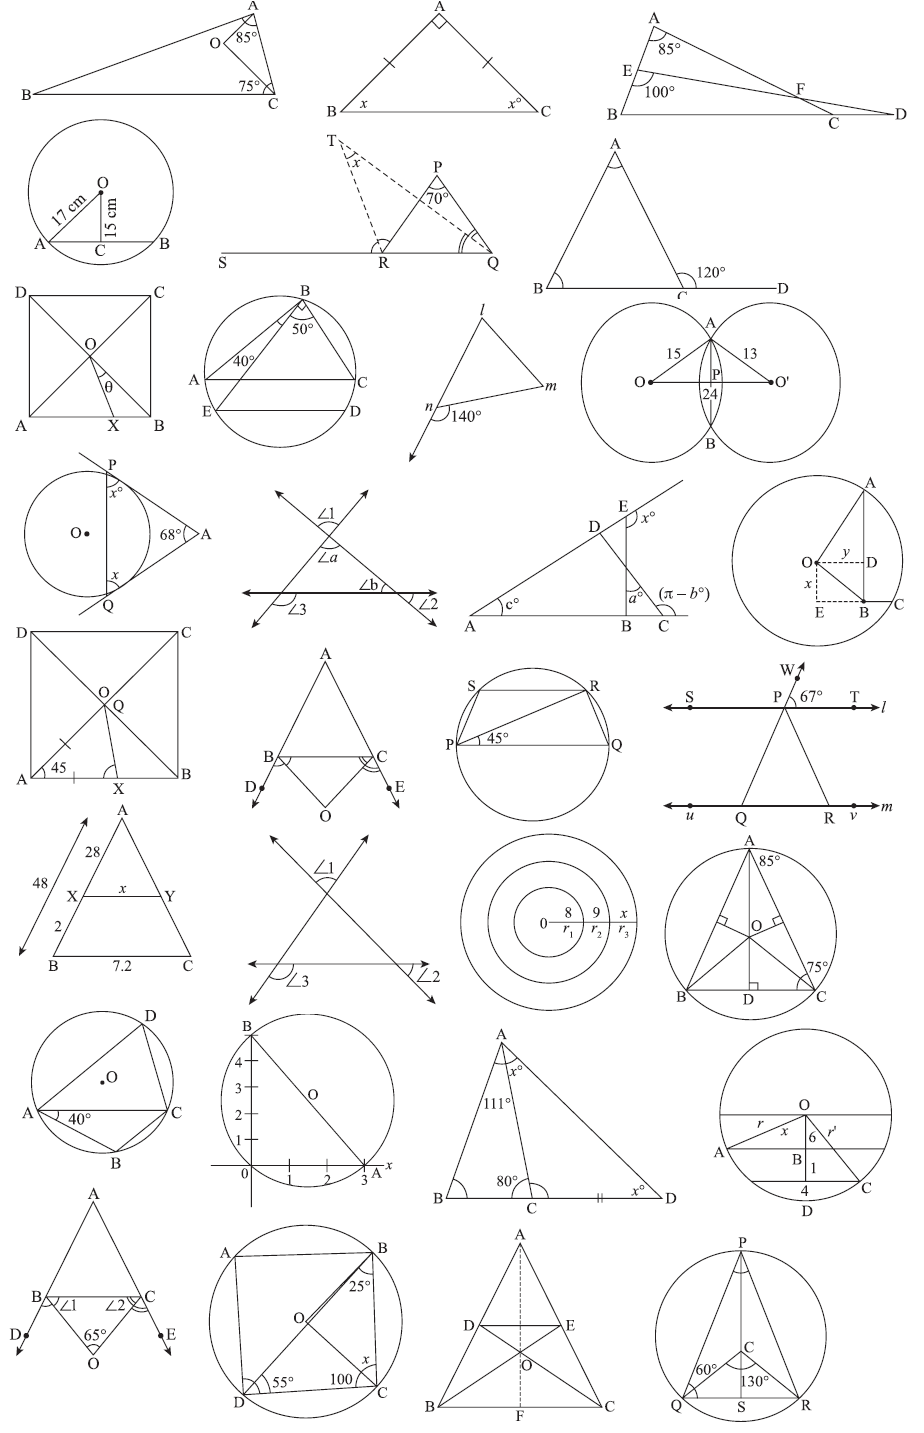 A
O
85°
75°
B
C
A
B
x
x°
C
A
85°
E
100°
F
B
C
D
O
17 cm
15 cm
A
C
B
T
x
P
70°
S
R
Q
A
B
C
120°
D
D
C
O
θ
A
X
B
B
50°
40°
A
C
E
D
l
m
n
140°
A
15
13
O
P
O'
24
B
P
x°
O
68°
A
x
Q
∠1
∠a
∠b
∠3
∠2
E
x°
D
c°
a°
(π – b°)
A
B
C
A
O
y
D
x
E
B
C
D
C
O
Q
45
A
X
B
A
B
C
D
E
O
S
R
P
45°
Q
W
S
P
67°
T
l
u
Q
R
v
m
A
28
48
X
x
Y
2
B
7.2
C
∠1
∠3
∠2
0
8
9
x
r₁
r₂
r₃
A
85°
O
75°
B
D
C
D
O
A
40°
C
B
B
4
3
2
1
O
0
1
2
3
A
x
A
x°
111°
80°
x°
B
C
D
O
r
x
6
r'
A
B
1
4
C
D
A
B
∠1
∠2
C
D
65°
E
O
A
B
25°
O
x
55°
100
D
C
A
D
E
O
B
F
C
P
C
60°
130°
Q
S
R